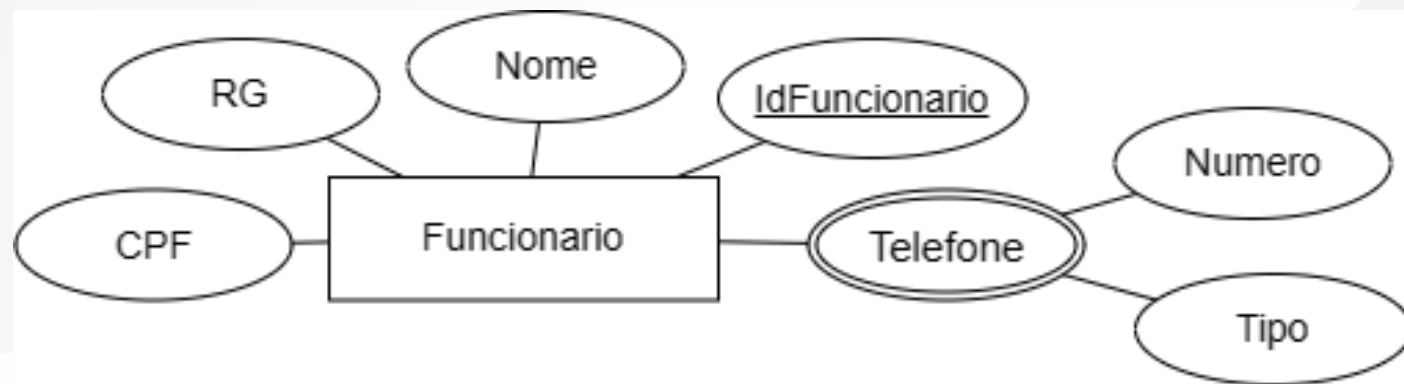 Nome
RG
IdFuncionario
Numero
Funcionario
CPF
Telefone
Tipo